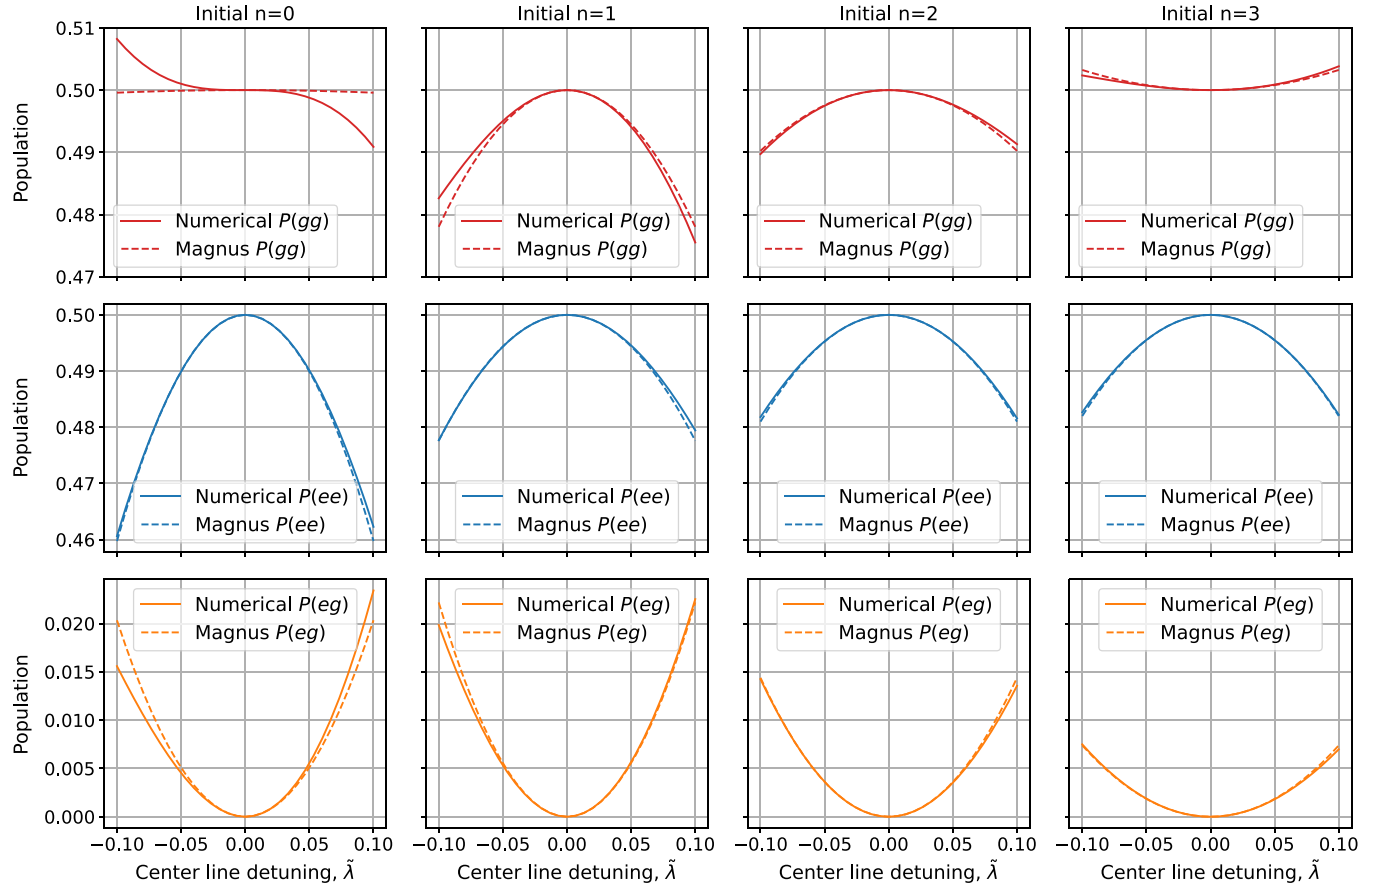 Initial n=0 Initial n=1 Initial n=2 Initial n=3
0.51
0.50
0.49
0.48
0.47
Population
Numerical P(gg)
Magnus P(gg)
Numerical P(gg)
Magnus P(gg)
Numerical P(gg)
Magnus P(gg)
Numerical P(gg)
Magnus P(gg)
0.50
0.49
0.48
0.47
0.46
Population
Numerical P(ee)
Magnus P(ee)
Numerical P(ee)
Magnus P(ee)
Numerical P(ee)
Magnus P(ee)
Numerical P(ee)
Magnus P(ee)
0.020
0.015
0.010
0.005
0.000
Population
Numerical P(eg)
Magnus P(eg)
Numerical P(eg)
Magnus P(eg)
Numerical P(eg)
Magnus P(eg)
Numerical P(eg)
Magnus P(eg)
−0.10 −0.05 0.00 0.05 0.10 −0.10 −0.05 0.00 0.05 0.10 −0.10 −0.05 0.00 0.05 0.10 −0.10 −0.05 0.00 0.05 0.10
Center line detuning, λ̃ Center line detuning, λ̃ Center line detuning, λ̃ Center line detuning, λ̃